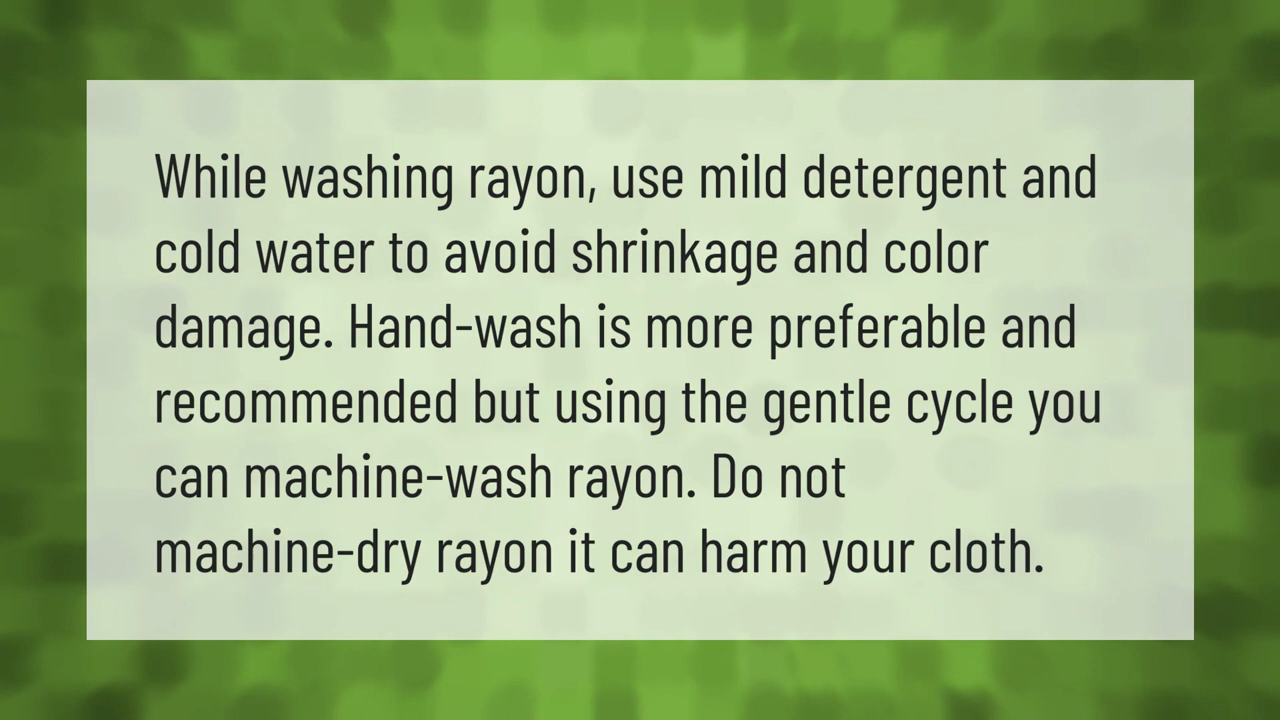 While washing rayon, use mild detergent and
cold water to avoid shrinkage and color
damage. Hand-wash is more preferable and
recommended but using the gentle cycle you
can machine-wash rayon. Do not
machine-dry rayon it can harm your cloth.